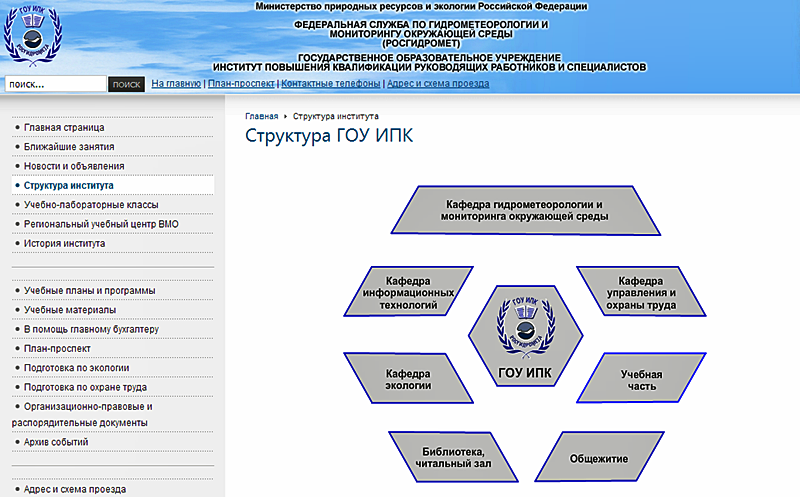 ГОУ ИПК
РОСГИДРОМЕТА
Министерство природных ресурсов и экологии Российской Федерации
ФЕДЕРАЛЬНАЯ СЛУЖБА ПО ГИДРОМЕТЕОРОЛОГИИ И
МОНИТОРИНГУ ОКРУЖАЮЩЕЙ СРЕДЫ
(РОСГИДРОМЕТ)
ГОСУДАРСТВЕННОЕ ОБРАЗОВАТЕЛЬНОЕ УЧРЕЖДЕНИЕ
ИНСТИТУТ ПОВЫШЕНИЯ КВАЛИФИКАЦИИ РУКОВОДЯЩИХ РАБОТНИКОВ И СПЕЦИАЛИСТОВ
поиск... ПОИСК На главную | План-проспект | Контактные телефоны | Адрес и схема проезда
Главная Структура института
Структура ГОУ ИПК
Главная страница
Ближайшие занятия
Новости и объявления
Структура института
Учебно-лабораторные классы
Региональный учебный центр ВМО
История института
Учебные планы и программы
Учебные материалы
В помощь главному бухгалтеру
План-проспект
Подготовка по экологии
Подготовка по охране труда
Организационно-правовые и
распорядительные документы
Архив событий
Адрес и схема проезда
Кафедра гидрометеорологии и
мониторинга окружающей среды
Кафедра
информационных
технологий
Кафедра
управления и
охраны труда
ГОУ ИПК
РОСГИДРОМЕТА
ГОУ ИПК
Кафедра
экологии
Учебная
часть
Библиотека,
читальный зал
Общежитие